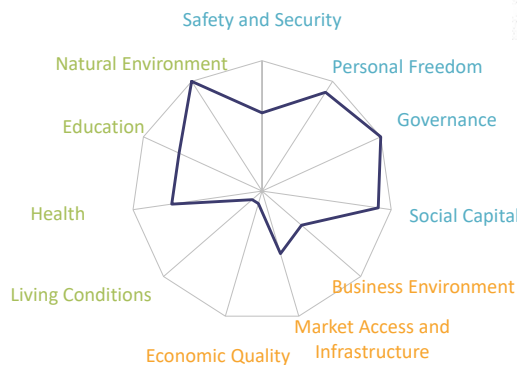 Safety and Security
Natural Environment
Personal Freedom
Education
Governance
Health
Social Capital
Living Conditions
Business Environment
Market Access and
Infrastructure
Economic Quality